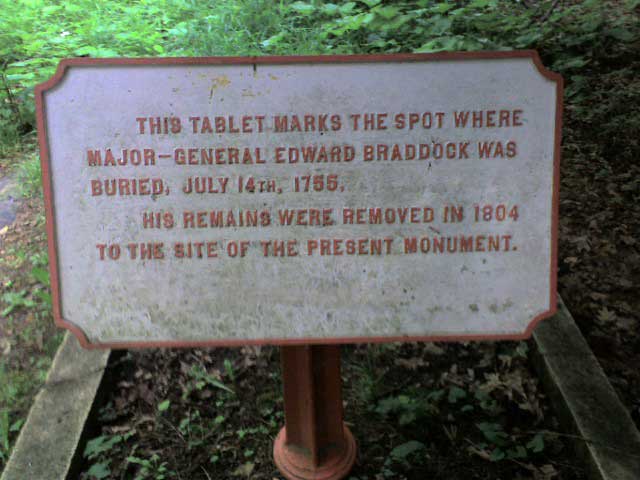 THIS TABLET MARKS THE SPOT WHERE
MAJOR-GENERAL EDWARD BRADDOCK WAS
BURIED, JULY 14TH, 1755.
HIS REMAINS WERE REMOVED IN 1804
TO THE SITE OF THE PRESENT MONUMENT.